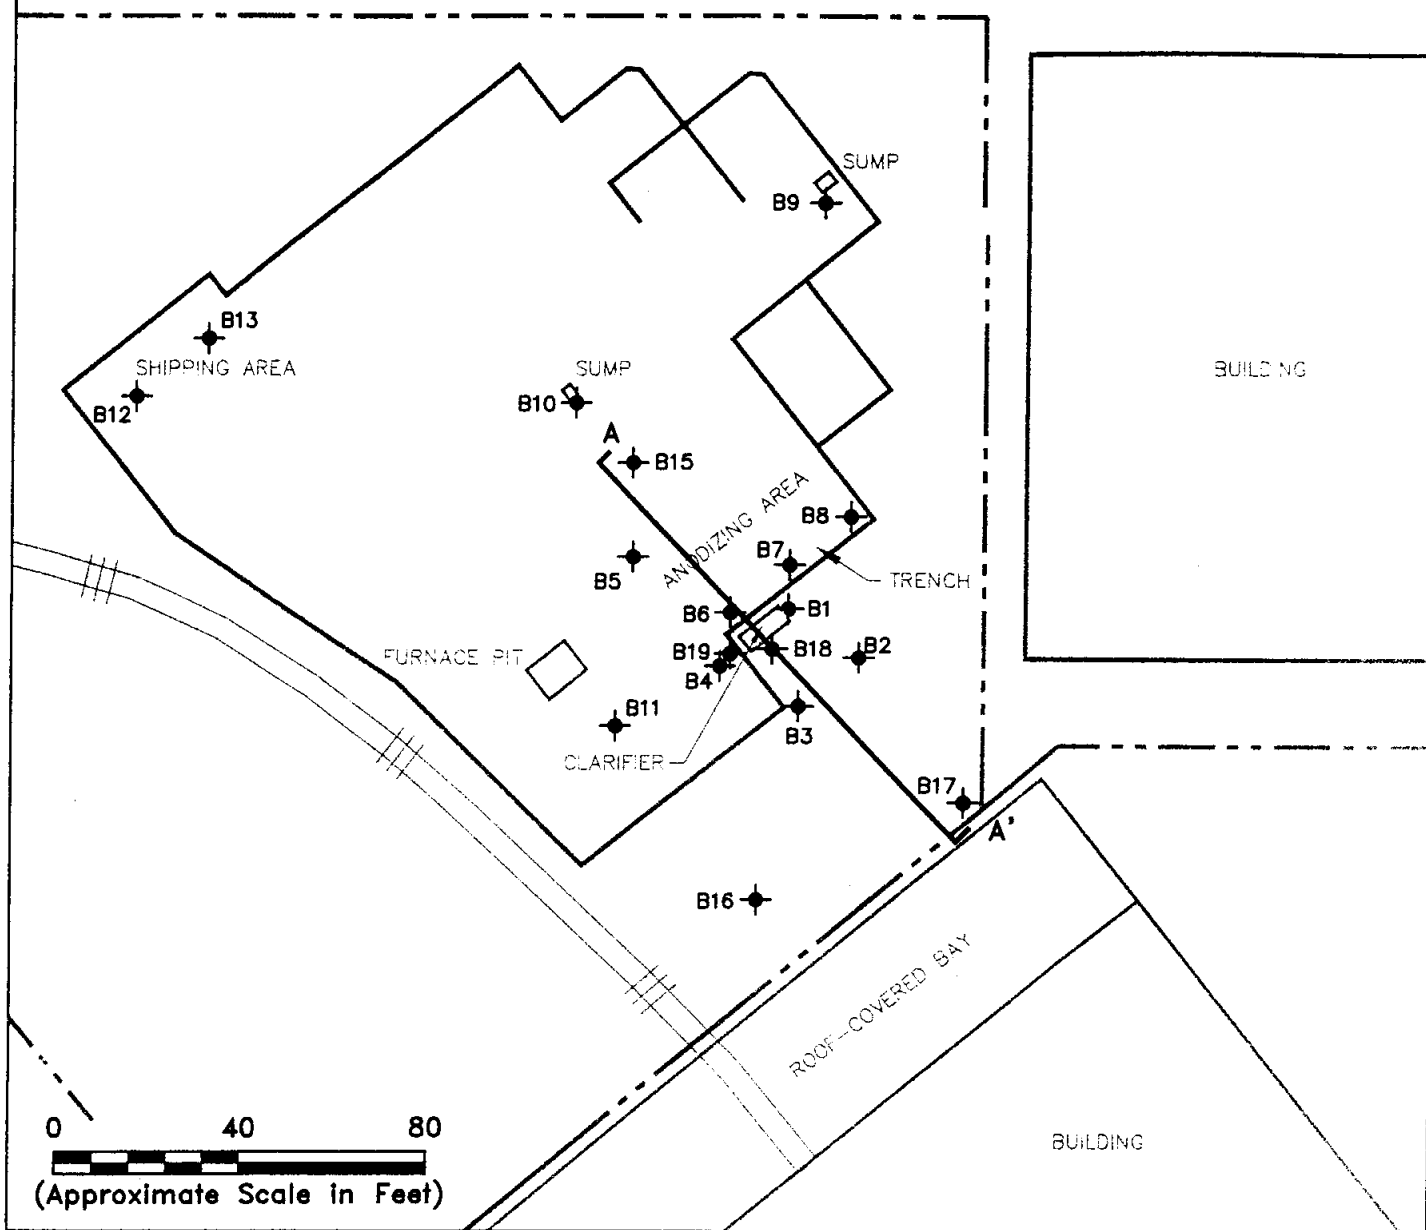 SUMP
B9
B13
SHIPPING AREA
SUMP
BUILDING
B12
B10
A
B15
ANODIZING AREA
B8
B7
B5
TRENCH
B6
B1
B19
B18
B2
FURNACE PIT
B4
B11
B3
CLARIFIER
B17
A'
B16
ROOF-COVERED BAY
0 40 80
(Approximate Scale in Feet)
BUILDING